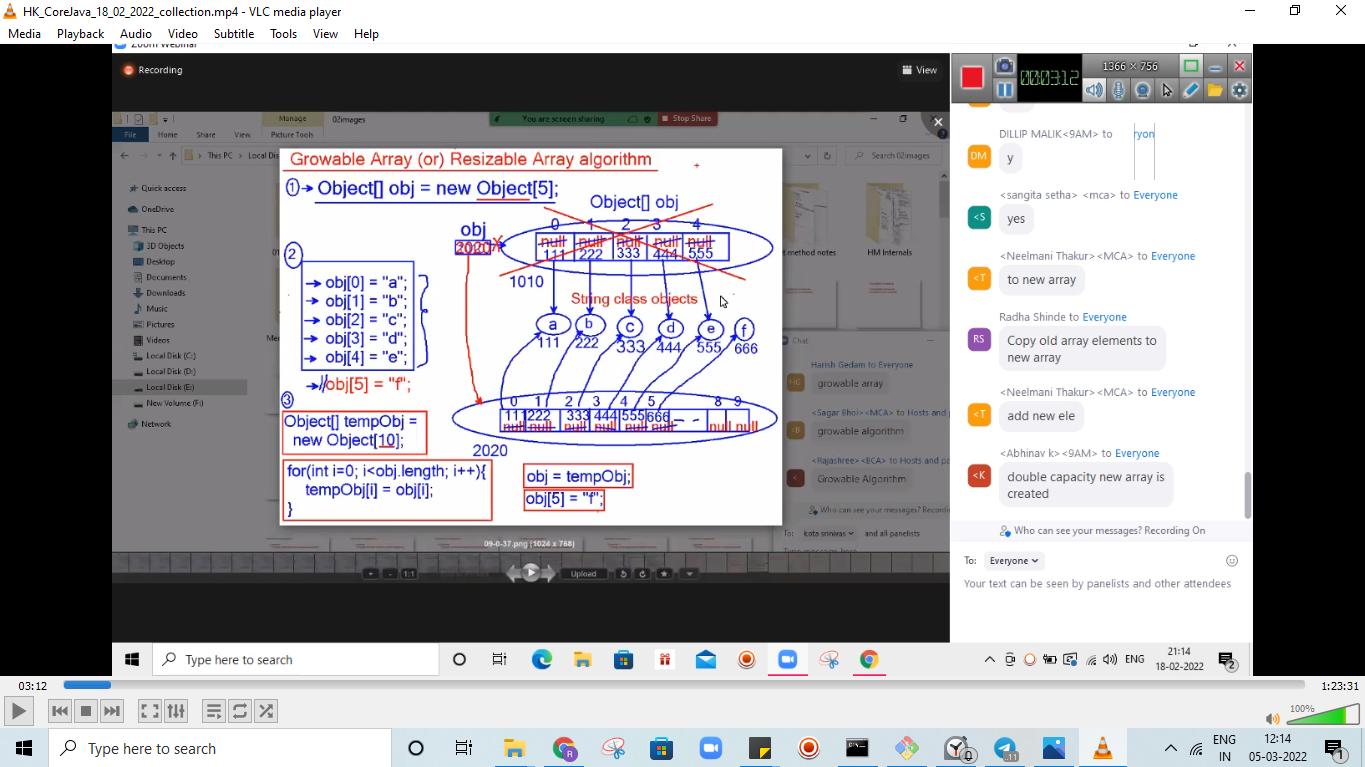 HK_CoreJava_18_02_2022_collection.mp4 - VLC media player
Media Playback Audio Video Subtitle Tools View Help
Zoom Webinar
Recording
View
00:03:12
1366 × 756
Manage
02images
You are screen sharing
Stop Share
File Home Share View Picture Tools
This PC
Local Dis
Search 02images
Quick access
OneDrive
This PC
3D Objects
Desktop
Documents
Downloads
Music
Pictures
Videos
Local Disk (C:)
Local Disk (D:)
Local Disk (E:)
New Volume (F:)
Network
Growable Array (or) Resizable Array algorithm
+
1 → Object[] obj = new Object[5];
Object[] obj
obj
0 1 2 3 4
2020 X
null null null null null
111 222 333 444 555
1010
2
→ obj[0] = "a";
→ obj[1] = "b";
→ obj[2] = "c";
→ obj[3] = "d";
→ obj[4] = "e";
→ //obj[5] = "f";
String class objects
a b c d e f
111 222 333 444 555 666
3
Object[] tempObj =
new Object[10];
0 1 2 3 4 5 8 9
111 222 333 444 555 666 - -
null null null null null null null null
2020
for(int i=0; i<obj.length; i++){
tempObj[i] = obj[i];
}
obj = tempObj;
obj[5] = "f";
09-0-37.png (1024 x 768)
+ - 1:1
Upload
t method notes
HM Internals
Chat
Harish Gedam to Everyone
HG
growable array
<Sagar Bhoi><MCA> to Hosts and p
<B
growable algorithm
<Rajashree><BCA> to Hosts and pa
<
Growable Algorithm
Who can see your messages? Recor
To: kota srinivas and all panelists
Type message here
DILLIP MALIK<9AM> to
ryon
DM
y
<sangita setha> <mca> to Everyone
<S
yes
<Neelmani Thakur><MCA> to Everyone
<T
to new array
Radha Shinde to Everyone
RS
Copy old array elements to
new array
<Neelmani Thakur><MCA> to Everyone
<T
add new ele
<Abhinav k><9AM> to Everyone
<K
double capacity new array is
created
Who can see your messages? Recording On
To: Everyone
Your text can be seen by panelists and other attendees
Type here to search
ENG
21:14
18-02-2022
2
03:12
1:23:31
100%
Type here to search
11
ENG
IN
12:14
05-03-2022
1